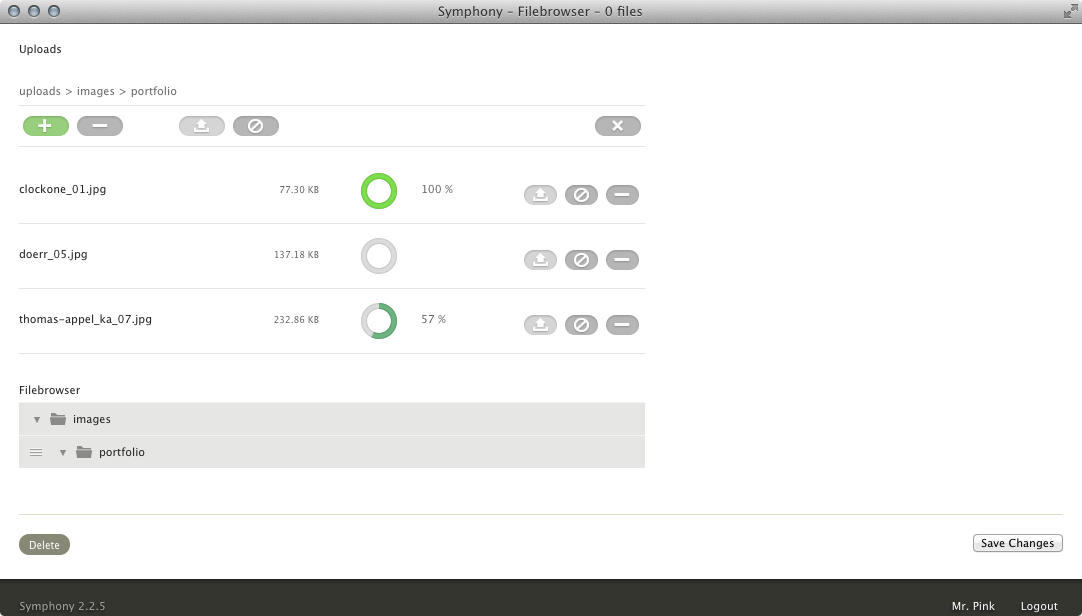 Symphony – Filebrowser – 0 files
Uploads
uploads > images > portfolio
clockone_01.jpg 77.30 KB 100 %
doerr_05.jpg 137.18 KB
thomas-appel_ka_07.jpg 232.86 KB 57 %
Filebrowser
images
portfolio
Delete Save Changes
Symphony 2.2.5 Mr. Pink Logout